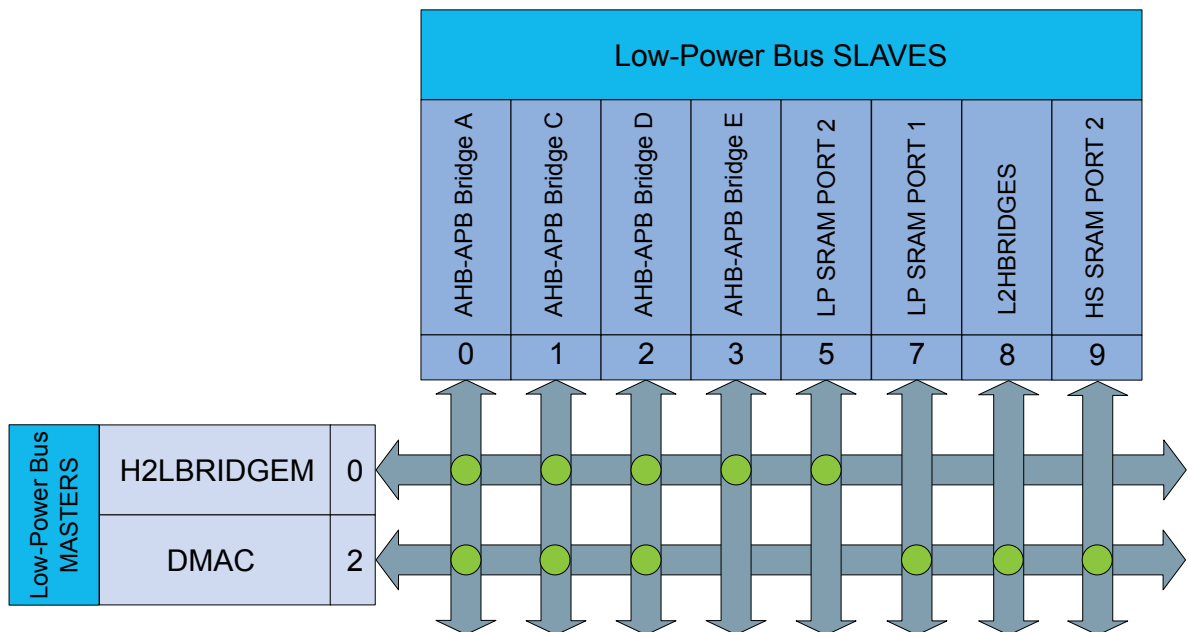 Low-Power Bus SLAVES
AHB-APB Bridge A
AHB-APB Bridge C
AHB-APB Bridge D
AHB-APB Bridge E
LP SRAM PORT 2
LP SRAM PORT 1
L2HBRIDGES
HS SRAM PORT 2
0 1 2 3 5 7 8 9
Low-Power Bus
MASTERS
H2LBRIDGEM 0
DMAC 2